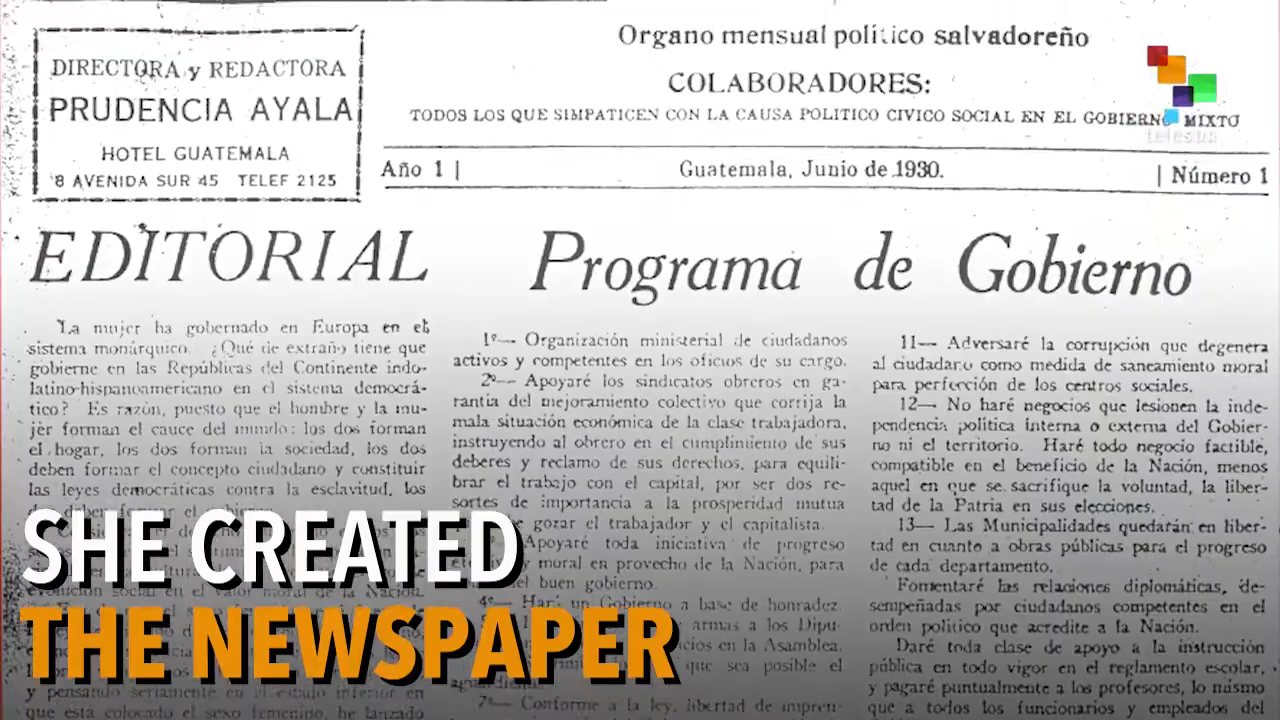 DIRECTORA y REDACTORA
PRUDENCIA AYALA
HOTEL GUATEMALA
8 AVENIDA SUR 45 TELEF 2125
Organo mensual político salvadoreño
COLABORADORES:
TODOS LOS QUE SIMPATICEN CON LA CAUSA POLITICO CIVICO SOCIAL EN EL GOBIERNO MIXTO
telesur
Año 1 |
Guatemala, Junio de 1930.
| Número 1
EDITORIAL
La mujer ha gobernado en Europa en el
sistema monárquico. ¿Qué de extraño tiene que
gobierne en las Repúblicas del Continente indo-
latino-hispanoamericano en el sistema democrá-
tico? Es razón, puesto que el hombre y la mu-
jer forman el cauce del mundo: los dos forman
el hogar, los dos forman la sociedad, los dos
deben formar el concepto ciudadano y constituir
las leyes democráticas contra la esclavitud, los
evolución social en el valor moral de la Nación.
y pensando seriamente en el estado inferior en
que está colocado el sexo femenino, he lanzado
Programa de Gobierno
1º— Organización ministerial de ciudadanos
activos y competentes en los oficios de su cargo.
2º— Apoyaré los sindicatos obreros en ga-
rantía del mejoramiento colectivo que corrija la
mala situación económica de la clase trabajadora,
instruyendo al obrero en el cumplimiento de sus
deberes y reclamo de sus derechos, para equili-
brar el trabajo con el capital, por ser dos re-
sortes de importancia a la prosperidad mutua
gozar el trabajador y el capitalista.
Apoyaré toda iniciativa de progreso
y moral en provecho de la Nación, para
el buen gobierno.
4º— Haré un Gobierno a base de honradez.
armas a los Dipu-
cios en la Asamblea.
que sea posible el
7º— Conforme a la ley, libertad de impren-
11— Adversaré la corrupción que degenera
al ciudadano como medida de saneamiento moral
para perfección de los centros sociales.
12— No haré negocios que lesionen la inde-
pendencia política interna o externa del Gobier-
no ni el territorio. Haré todo negocio factible,
compatible en el beneficio de la Nación, menos
aquel en que se sacrifique la voluntad, la liber-
tad de la Patria en sus elecciones.
13— Las Municipalidades quedarán en liber-
tad en cuanto a obras públicas para el progreso
de cada departamento.
Fomentaré las relaciones diplomáticas, de-
sempeñadas por ciudadanos competentes en el
orden político que acredite a la Nación.
Daré toda clase de apoyo a la instrucción
pública en todo vigor en el reglamento escolar,
y pagaré puntualmente a los profesores, lo mismo
que a todos los funcionarios y empleados del
SHE CREATED
THE NEWSPAPER